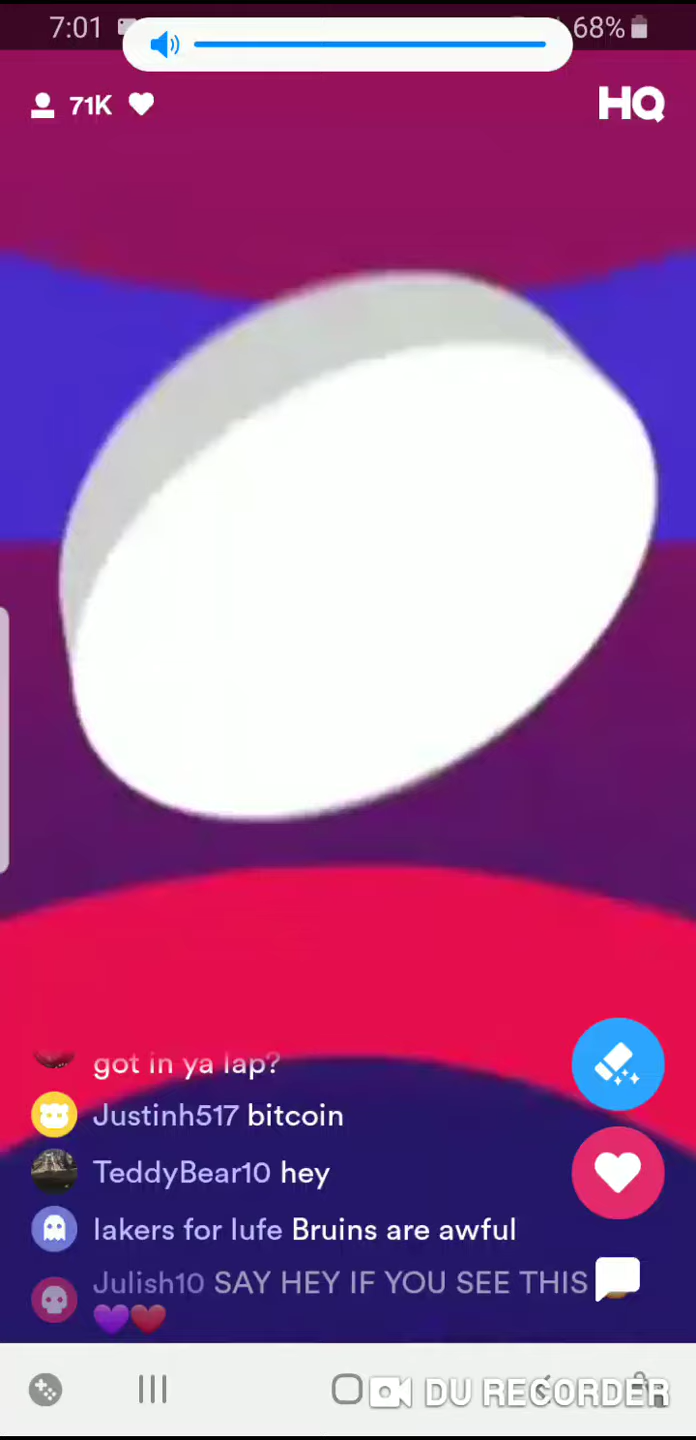 7:01
68%
71K
HQ
got in ya lap?
Justinh517 bitcoin
TeddyBear10 hey
lakers for lufe Bruins are awful
Julish10 SAY HEY IF YOU SEE THIS
DU RECORDER